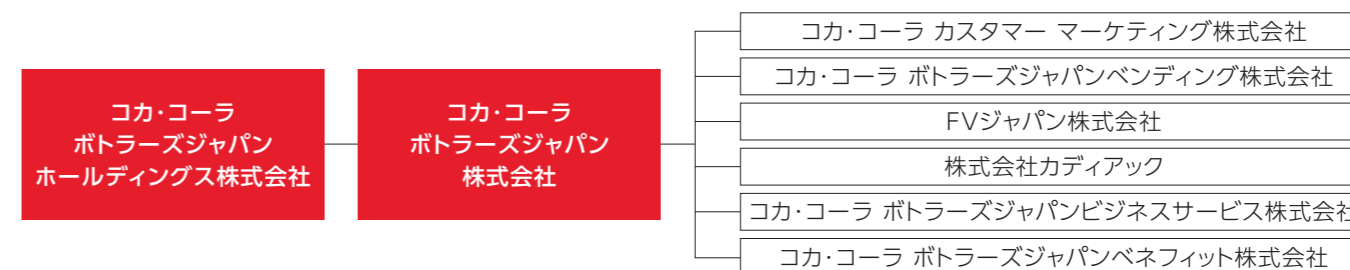 コカ・コーラ
ボトラーズジャパン
ホールディングス株式会社
コカ・コーラ
ボトラーズジャパン
株式会社
コカ・コーラ カスタマー マーケティング株式会社
コカ・コーラ ボトラーズジャパンベンディング株式会社
FVジャパン株式会社
株式会社カディアック
コカ・コーラ ボトラーズジャパンビジネスサービス株式会社
コカ・コーラ ボトラーズジャパンベネフィット株式会社